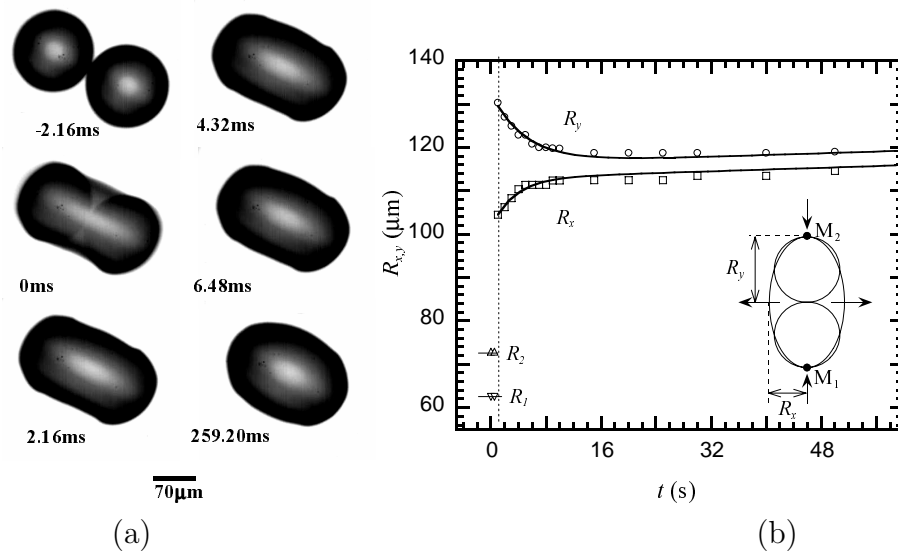 -2.16ms
4.32ms
0ms
6.48ms
2.16ms
259.20ms
70µm
(a)
140
120
100
80
60
R_{x,y} (µm)
0 16 32 48
t (s)
R_y
R_x
R_2
R_1
M_2
R_y
M_1
R_x
(b)